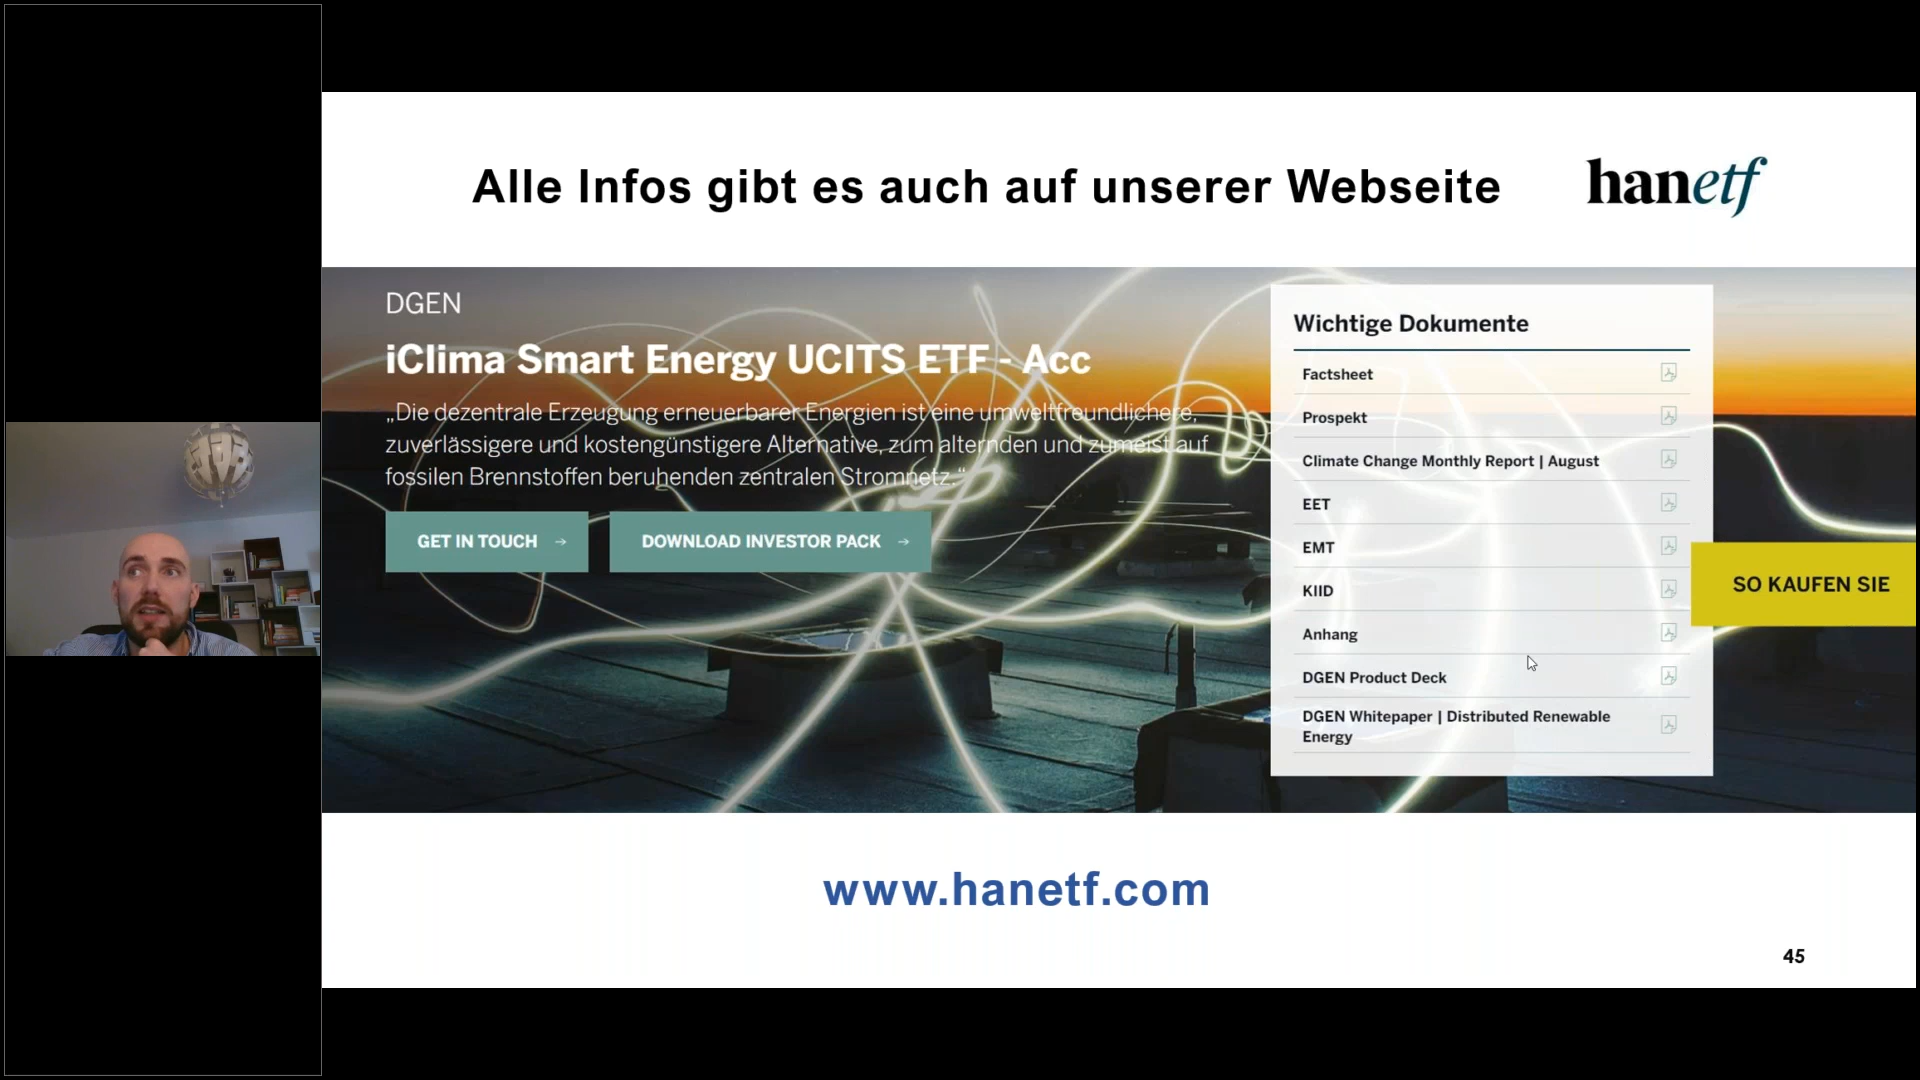 Alle Infos gibt es auch auf unserer Webseite
hanetf
DGEN
iClima Smart Energy UCITS ETF - Acc
„Die dezentrale Erzeugung erneuerbarer Energien ist eine umweltfreundlichere,
zuverlässigere und kostengünstigere Alternative, zum alternden und zumeist auf
fossilen Brennstoffen beruhenden zentralen Stromnetz.“
GET IN TOUCH →
DOWNLOAD INVESTOR PACK →
Wichtige Dokumente
Factsheet
Prospekt
Climate Change Monthly Report | August
EET
EMT
KIID
Anhang
DGEN Product Deck
DGEN Whitepaper | Distributed Renewable
Energy
SO KAUFEN SIE
www.hanetf.com
45